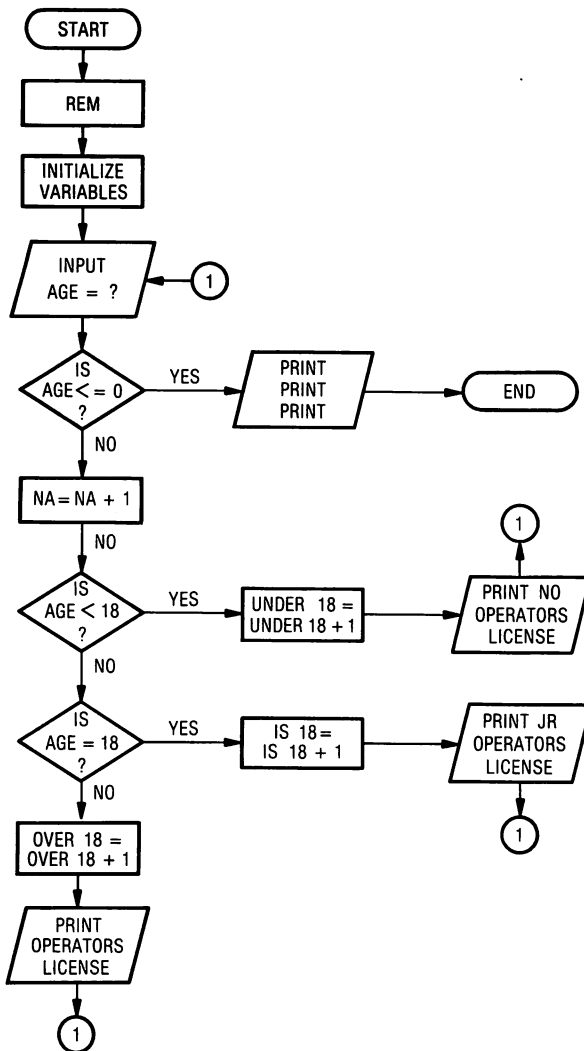 START
REM
INITIALIZE
VARIABLES
INPUT
AGE = ?
1
IS
AGE < = 0
?
YES
PRINT
PRINT
PRINT
END
NO
NA = NA + 1
NO
1
IS
AGE < 18
?
YES
UNDER 18 =
UNDER 18 + 1
PRINT NO
OPERATORS
LICENSE
NO
IS
AGE = 18
?
YES
IS 18 =
IS 18 + 1
PRINT JR
OPERATORS
LICENSE
NO
1
OVER 18 =
OVER 18 + 1
PRINT
OPERATORS
LICENSE
1